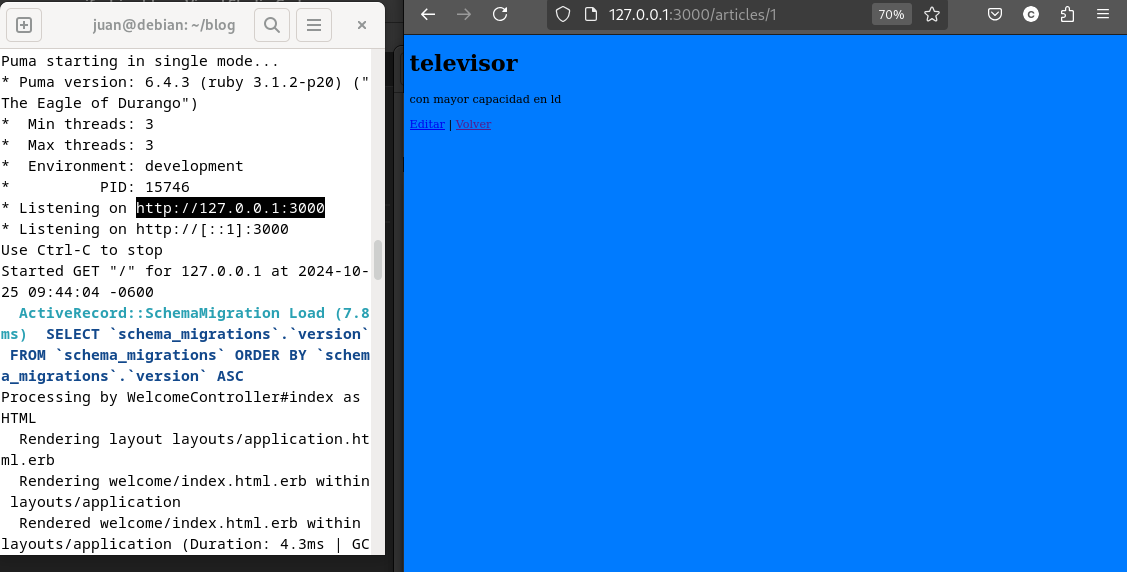 juan@debian: ~/blog
Puma starting in single mode...
* Puma version: 6.4.3 (ruby 3.1.2-p20) ("
The Eagle of Durango")
*  Min threads: 3
*  Max threads: 3
*  Environment: development
*          PID: 15746
* Listening on http://127.0.0.1:3000
* Listening on http://[::1]:3000
Use Ctrl-C to stop
Started GET "/" for 127.0.0.1 at 2024-10-
25 09:44:04 -0600
  ActiveRecord::SchemaMigration Load (7.8
ms)  SELECT `schema_migrations`.`version`
 FROM `schema_migrations` ORDER BY `schem
a_migrations`.`version` ASC
Processing by WelcomeController#index as
HTML
  Rendering layout layouts/application.ht
ml.erb
  Rendering welcome/index.html.erb within
 layouts/application
  Rendered welcome/index.html.erb within
layouts/application (Duration: 4.3ms | GC
127.0.0.1:3000/articles/1
70%
C
televisor
con mayor capacidad en ld
Editar | Volver